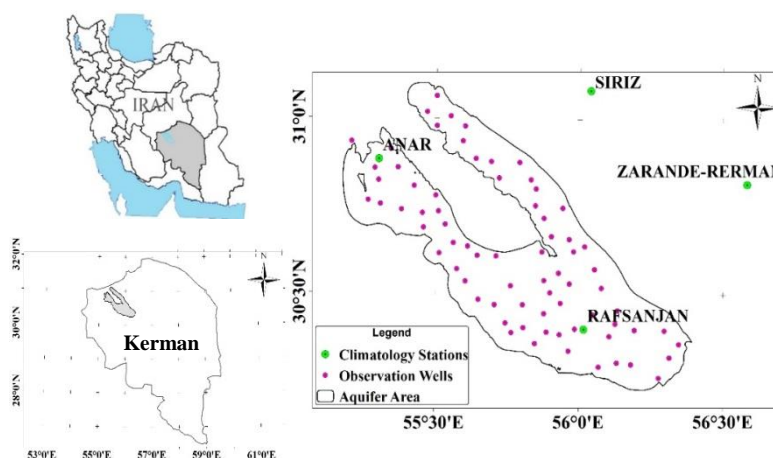 IRAN
N
32°N
30°0'N
28°0'N
Kerman
53°0'E
55°0'E
57°0'E
59°0'E
61°0'E
N
SIRIZ
ANAR
ZARANDE-RERMAN
RAFSANJAN
31°0'N
30°30'N
Legend
Climatology Stations
Observation Wells
Aquifer Area
55°30'E
56°0'E
56°30'E